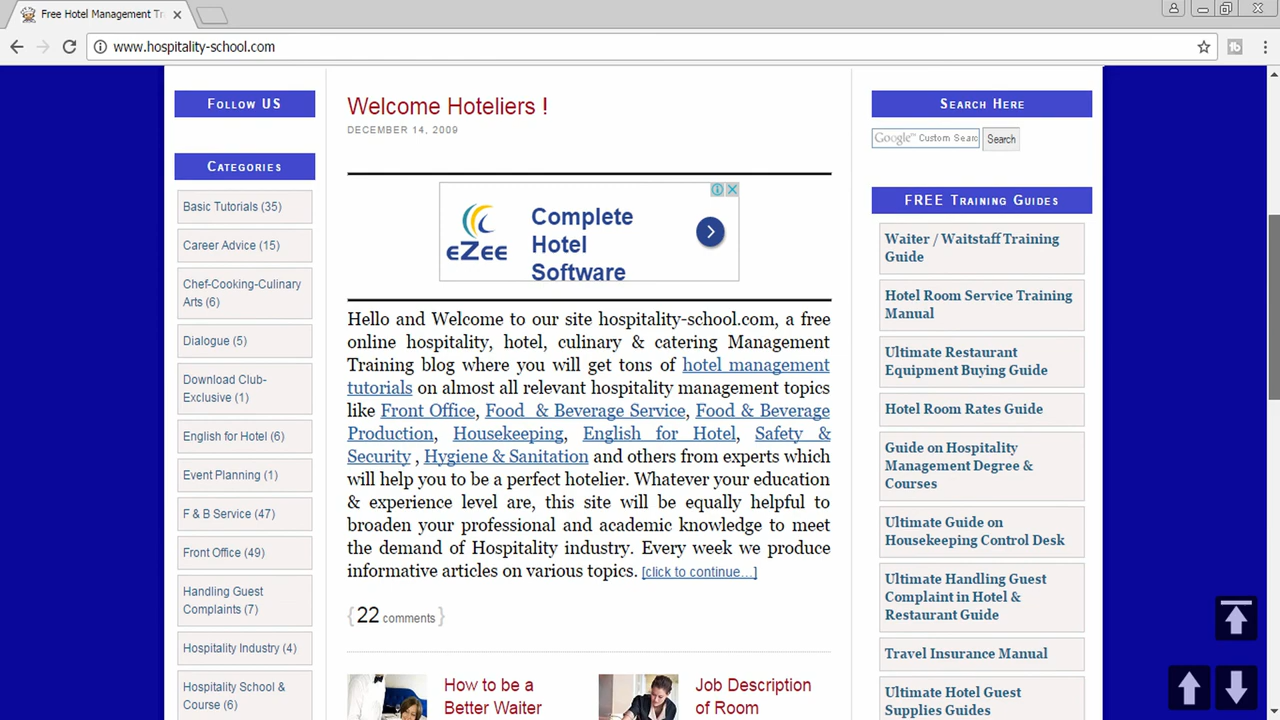 Free Hotel Management Tr
www.hospitality-school.com
Follow US
Categories
Basic Tutorials (35)
Career Advice (15)
Chef-Cooking-Culinary
Arts (6)
Dialogue (5)
Download Club-
Exclusive (1)
English for Hotel (6)
Event Planning (1)
F & B Service (47)
Front Office (49)
Handling Guest
Complaints (7)
Hospitality Industry (4)
Hospitality School &
Course (6)
Welcome Hoteliers !
DECEMBER 14, 2009
eZee
Complete
Hotel
Software
Hello and Welcome to our site hospitality-school.com, a free
online hospitality, hotel, culinary & catering Management
Training blog where you will get tons of hotel management
tutorials on almost all relevant hospitality management topics
like Front Office, Food & Beverage Service, Food & Beverage
Production, Housekeeping, English for Hotel, Safety &
Security , Hygiene & Sanitation and others from experts which
will help you to be a perfect hotelier. Whatever your education
& experience level are, this site will be equally helpful to
broaden your professional and academic knowledge to meet
the demand of Hospitality industry. Every week we produce
informative articles on various topics. [click to continue…]
{ 22 comments }
How to be a
Better Waiter
Job Description
of Room
Search Here
Google™ Custom Searc
Search
FREE Training Guides
Waiter / Waitstaff Training
Guide
Hotel Room Service Training
Manual
Ultimate Restaurant
Equipment Buying Guide
Hotel Room Rates Guide
Guide on Hospitality
Management Degree &
Courses
Ultimate Guide on
Housekeeping Control Desk
Ultimate Handling Guest
Complaint in Hotel &
Restaurant Guide
Travel Insurance Manual
Ultimate Hotel Guest
Supplies Guides